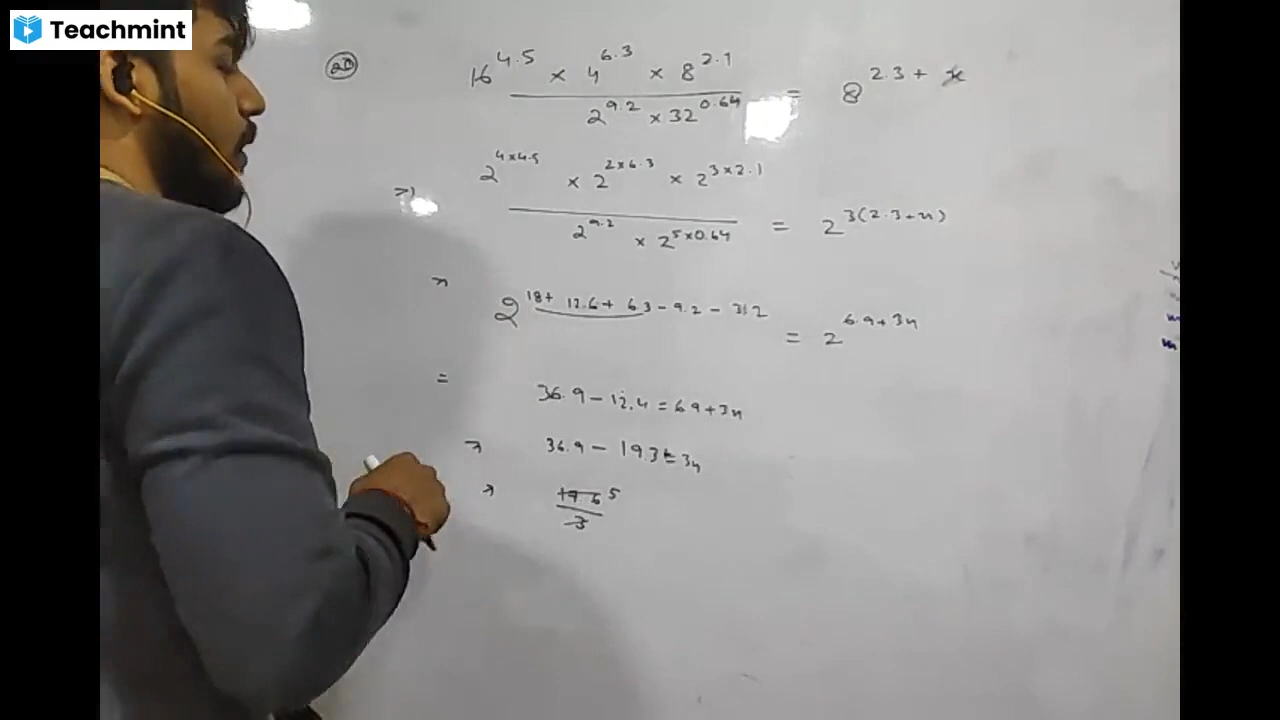 Teachmint
20
16^4.5 × 4^6.3 × 8^2.1 / 2^9.2 × 32^0.64 = 8^2.3 + x
=> 2^4×4.5 × 2^2×6.3 × 2^3×2.1 / 2^9.2 × 2^5×0.64 = 2^3(2.3+x)
=> 2^18+ 12.6+ 6.3 - 9.2 - 3.2 = 2^6.9+3x
= 36.9 - 12.4 = 6.9+3x
=> 36.9 - 19.3 = 3x
=> 17.6 5 / 3